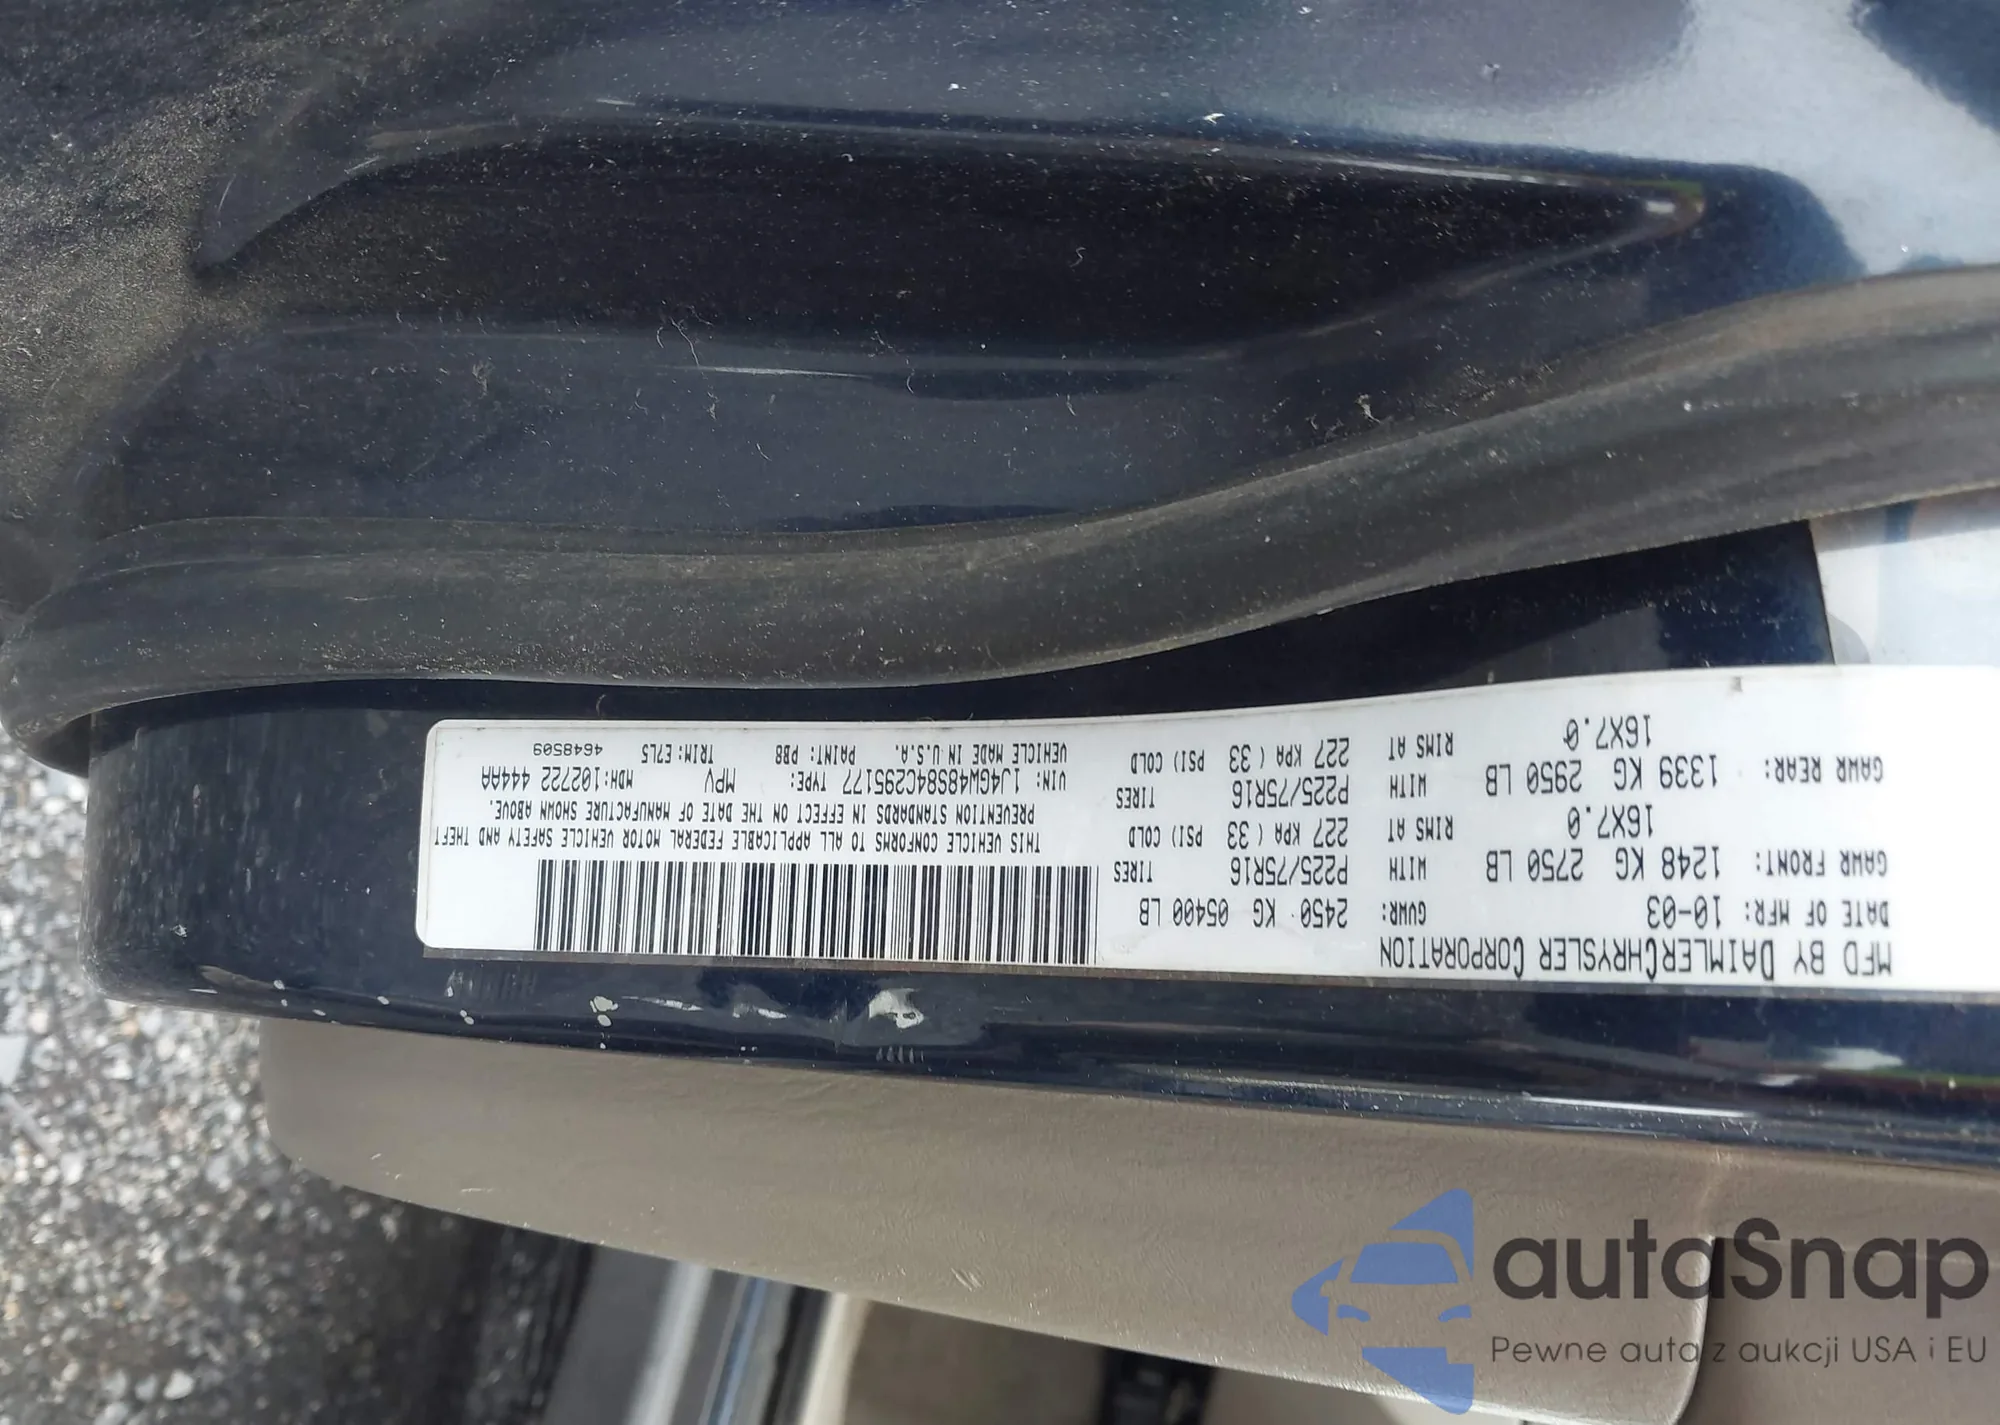 MFD BY DAIMLERCHRYSLER CORPORATION
DATE OF MFR: 10-03 GVWR: 2450 KG 05400 LB
GAWR FRONT: 1248 KG 2750 LB WITH P225/75R16 TIRES
16X7.0 RIMS AT 227 KPA ( 33 PSI) COLD
GAWR REAR: 1339 KG 2950 LB WITH P225/75R16 TIRES
16X7.0 RIMS AT 227 KPA ( 33 PSI) COLD
THIS VEHICLE CONFORMS TO ALL APPLICABLE FEDERAL MOTOR VEHICLE SAFETY AND THEFT
PREVENTION STANDARDS IN EFFECT ON THE DATE OF MANUFACTURE SHOWN ABOVE.
VIN: 1J4GW48S84C295177 TYPE: MPV MDH: 102722 444AA
VEHICLE MADE IN U.S.A. PAINT: PB8 TRIM: E7L5 4648509
autaSnap
Pewne auta z aukcji USA i EU